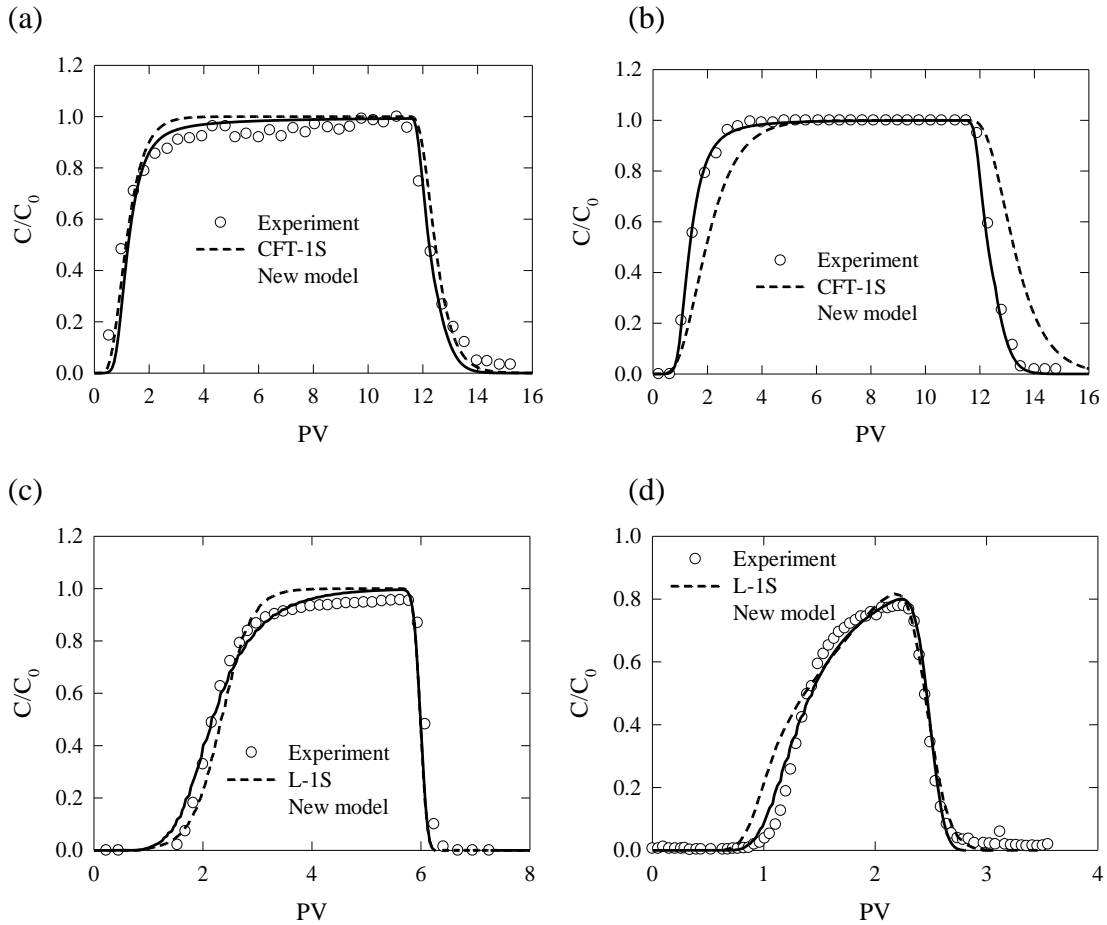 (a)
1.2
1.0
0.8
0.6
0.4
0.2
0.0
C/C0
Experiment
CFT-1S
New model
0 2 4 6 8 10 12 14 16
PV
(b)
1.2
1.0
0.8
0.6
0.4
0.2
0.0
C/C0
Experiment
CFT-1S
New model
0 2 4 6 8 10 12 14 16
PV
(c)
1.2
1.0
0.8
0.6
0.4
0.2
0.0
C/C0
Experiment
L-1S
New model
0 2 4 6 8
PV
(d)
1.0
0.8
0.6
0.4
0.2
0.0
C/C0
Experiment
L-1S
New model
0 1 2 3 4
PV